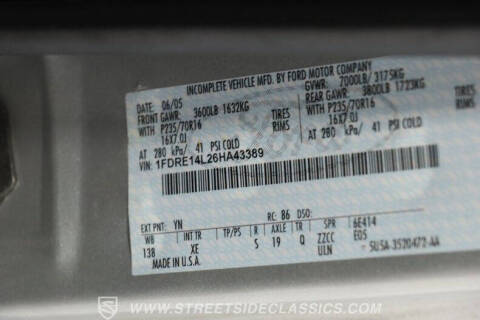 INCOMPLETE VEHICLE MFD. BY FORD MOTOR COMPANY
DATE: 06/05 GVWR: 7000LB/ 3175KG
FRONT GAWR: 3600LB 1632KG REAR GAWR: 3800LB 1723KG
WITH P235/70R16 TIRES WITH P235/70R16 TIRES
16X7.0J RIMS 16X7.0J RIMS
AT 280 kPa/ 41 PSI COLD AT 280 kPa/ 41 PSI COLD
VIN: 1FDRE14L26HA43389
EXT PNT: YN RC: 86 DSO:
WB INT TR TP/PS R AXLE TR SPR 6E414
138 XE S 19 Q ZZCC EDS
MADE IN U.S.A. ULN 5U5A-3520472-AA
WWW.STREETSIDECLASSICS.COM